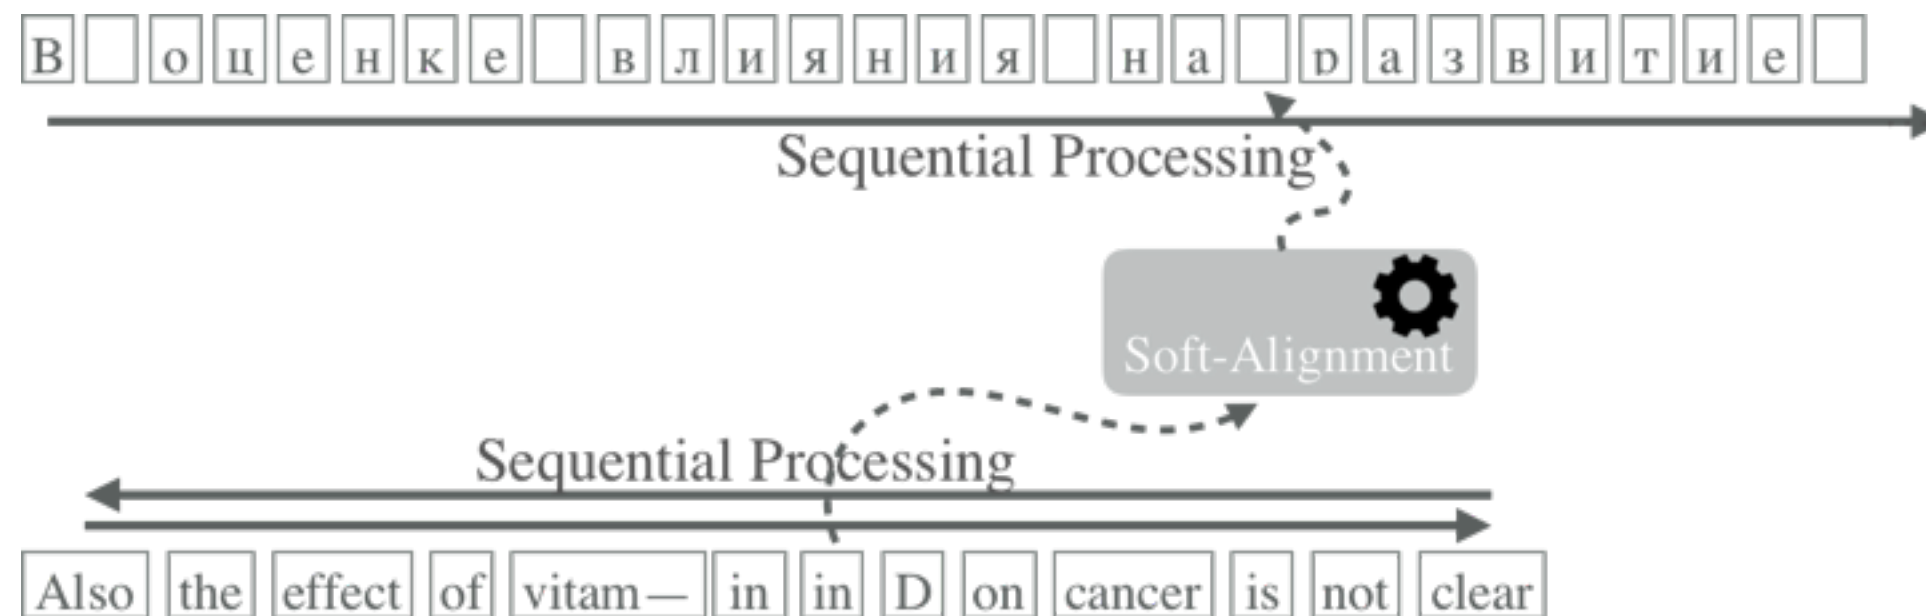 В оценке влияния на развитие
Sequential Processing
Soft-Alignment
Sequential Processing
Also the effect of vitam— in in D on cancer is not clear